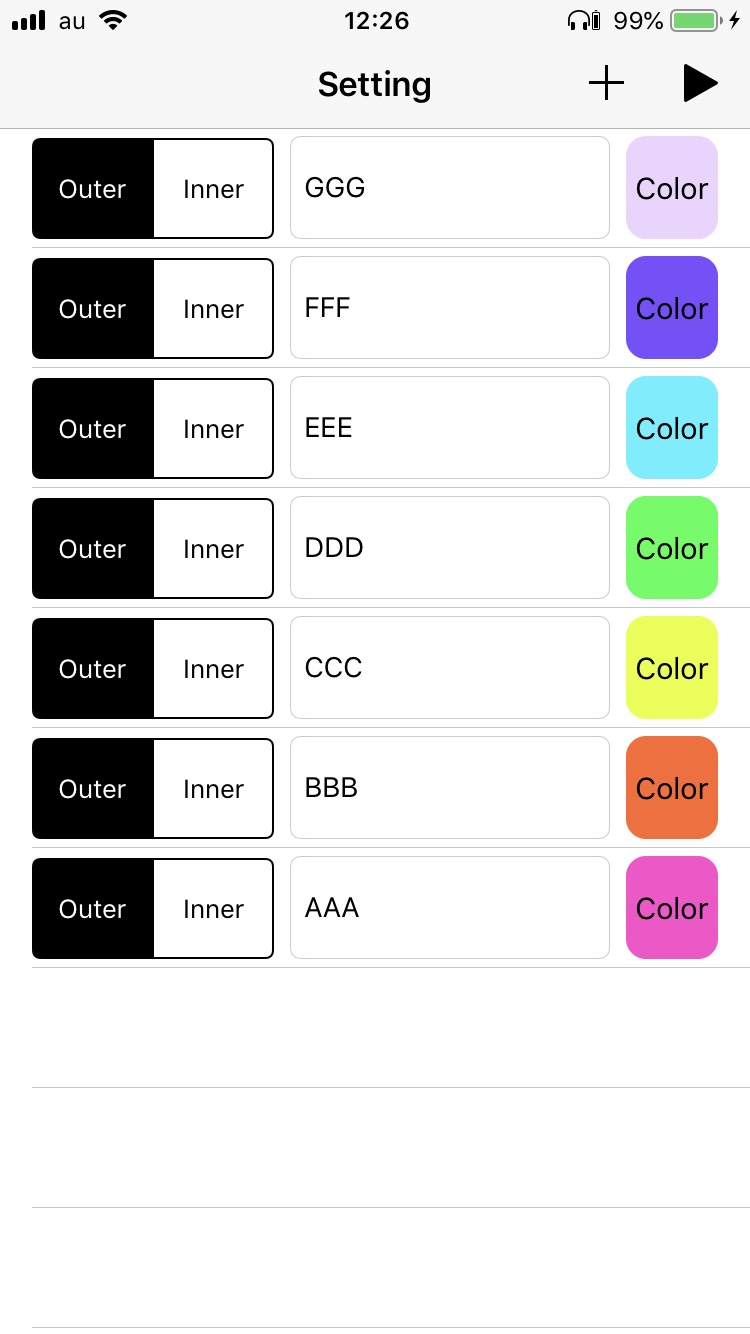 au 12:26 99%
Setting
Outer Inner GGG Color
Outer Inner FFF Color
Outer Inner EEE Color
Outer Inner DDD Color
Outer Inner CCC Color
Outer Inner BBB Color
Outer Inner AAA Color